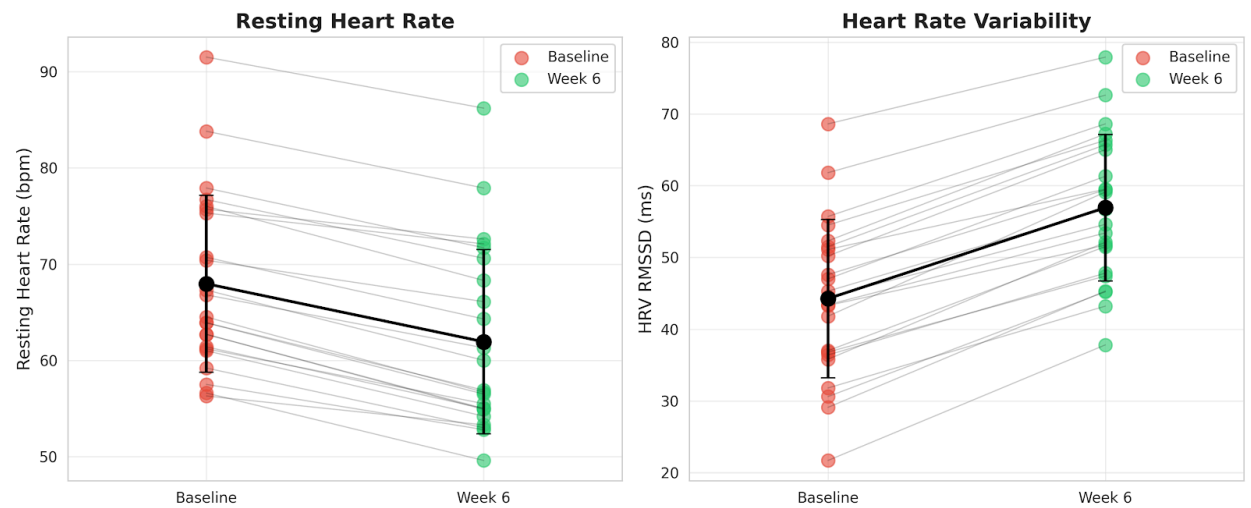 Resting Heart Rate
Resting Heart Rate (bpm)
90
80
70
60
50
Baseline
Week 6
Baseline
Week 6
Heart Rate Variability
HRV RMSSD (ms)
80
70
60
50
40
30
20
Baseline
Week 6
Baseline
Week 6